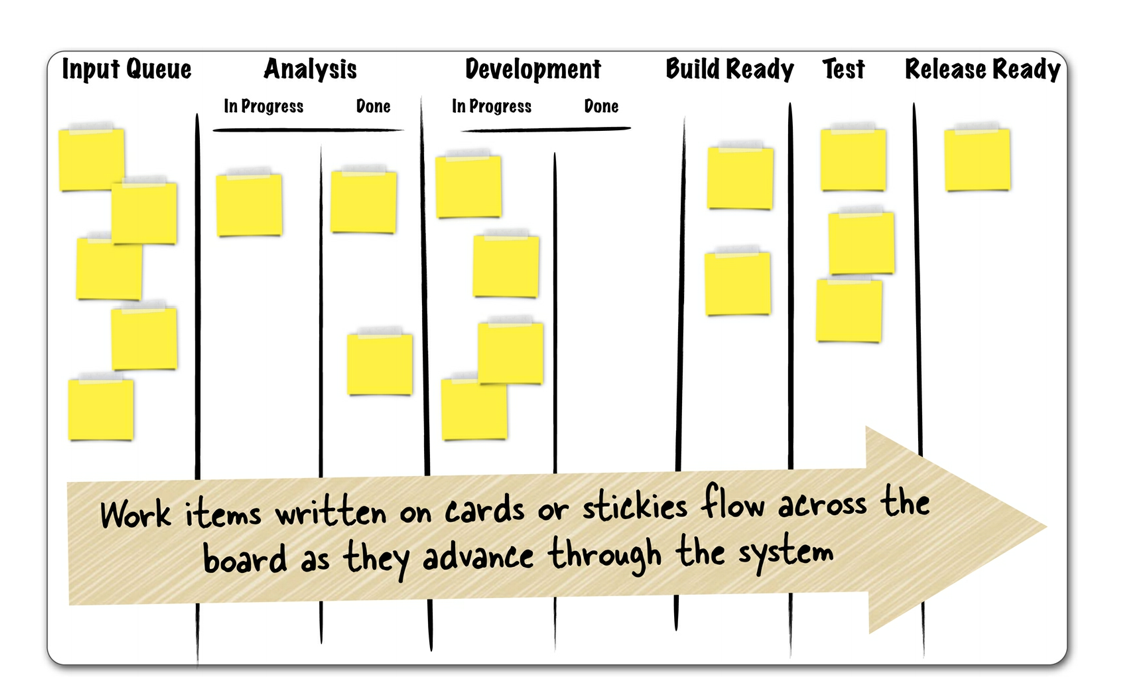 Input Queue Analysis Development Build Ready Test Release Ready
In Progress Done In Progress Done
Work items written on cards or stickies flow across the
board as they advance through the system